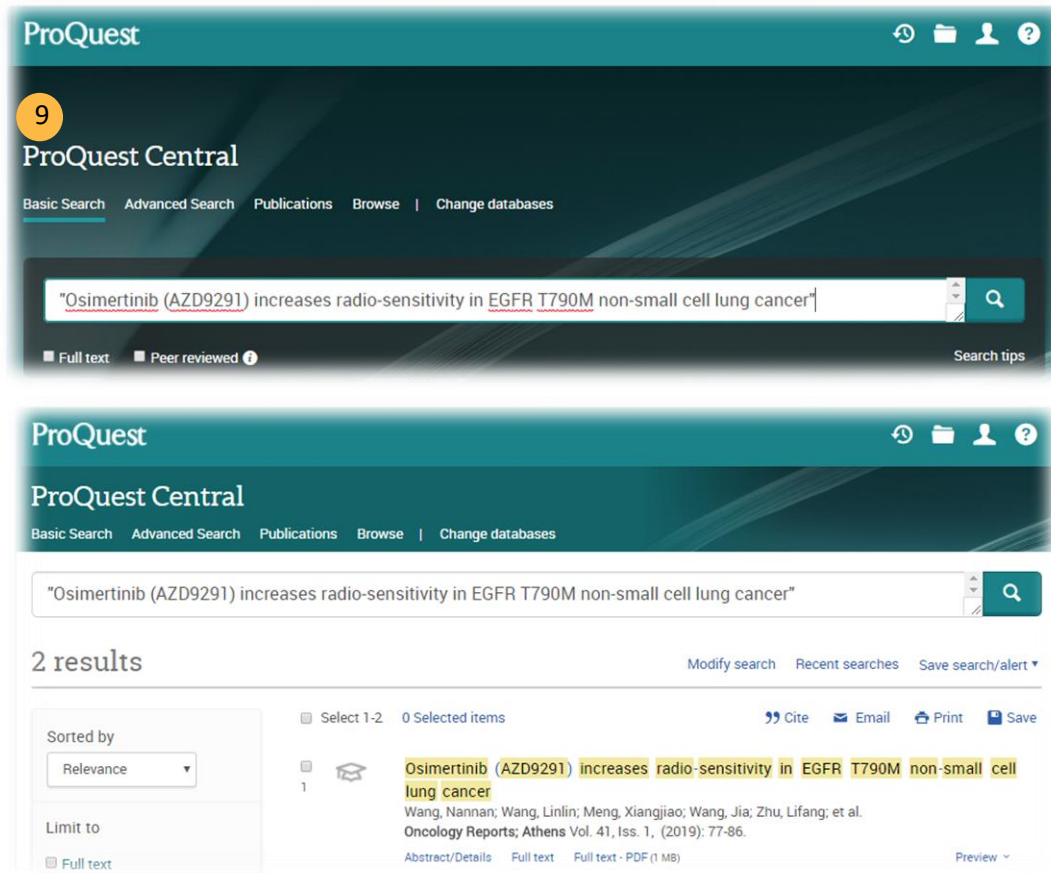 ProQuest
9
ProQuest Central
Basic Search Advanced Search Publications Browse | Change databases
"Osimertinib (AZD9291) increases radio-sensitivity in EGFR T790M non-small cell lung cancer"
Full text Peer reviewed i Search tips
ProQuest
ProQuest Central
Basic Search Advanced Search Publications Browse | Change databases
"Osimertinib (AZD9291) increases radio-sensitivity in EGFR T790M non-small cell lung cancer"
2 results
Modify search Recent searches Save search/alert
Select 1-2 0 Selected items Cite Email Print Save
Sorted by
Relevance
Limit to
Full text
1
Osimertinib (AZD9291) increases radio-sensitivity in EGFR T790M non-small cell
lung cancer
Wang, Nannan; Wang, Linlin; Meng, Xiangjiao; Wang, Jia; Zhu, Lifang; et al.
Oncology Reports; Athens Vol. 41, Iss. 1, (2019): 77-86.
Abstract/Details Full text Full text - PDF (1 MB) Preview